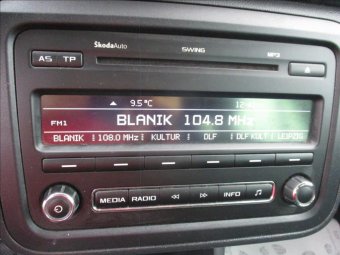 ŠkodaAuto SWING MP3
AS TP
9.5°C
FM1 BLANIK 104.8 MHz
BLANIK 108.0 MHz KULTUR DLF DLF KULT LEIPZIG
MEDIA RADIO INFO